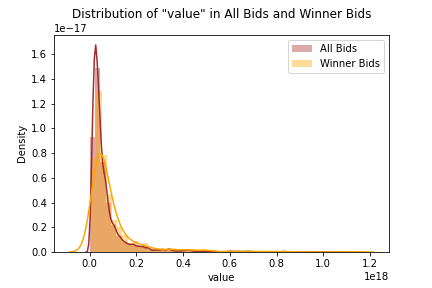 Distribution of "value" in All Bids and Winner Bids
1e−17
All Bids
Winner Bids
1.6
1.4
1.2
1.0
0.8
0.6
0.4
0.2
0.0
Density
0.0 0.2 0.4 0.6 0.8 1.0 1.2
1e18
value